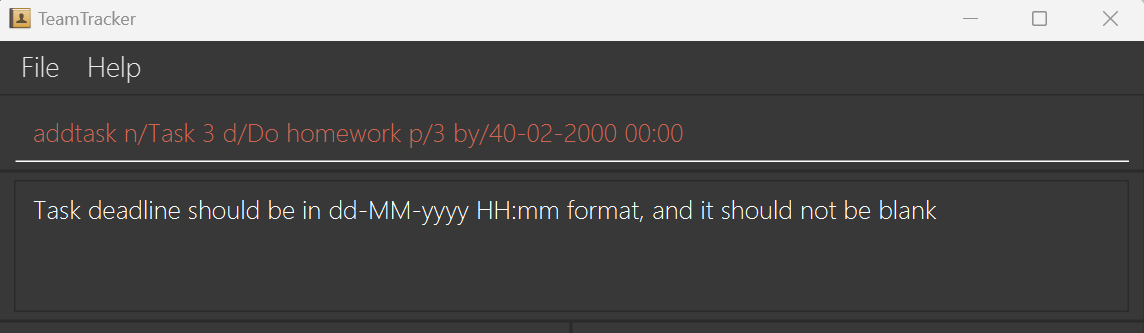 TeamTracker
File Help
addtask n/Task 3 d/Do homework p/3 by/40-02-2000 00:00
Task deadline should be in dd-MM-yyyy HH:mm format, and it should not be blank